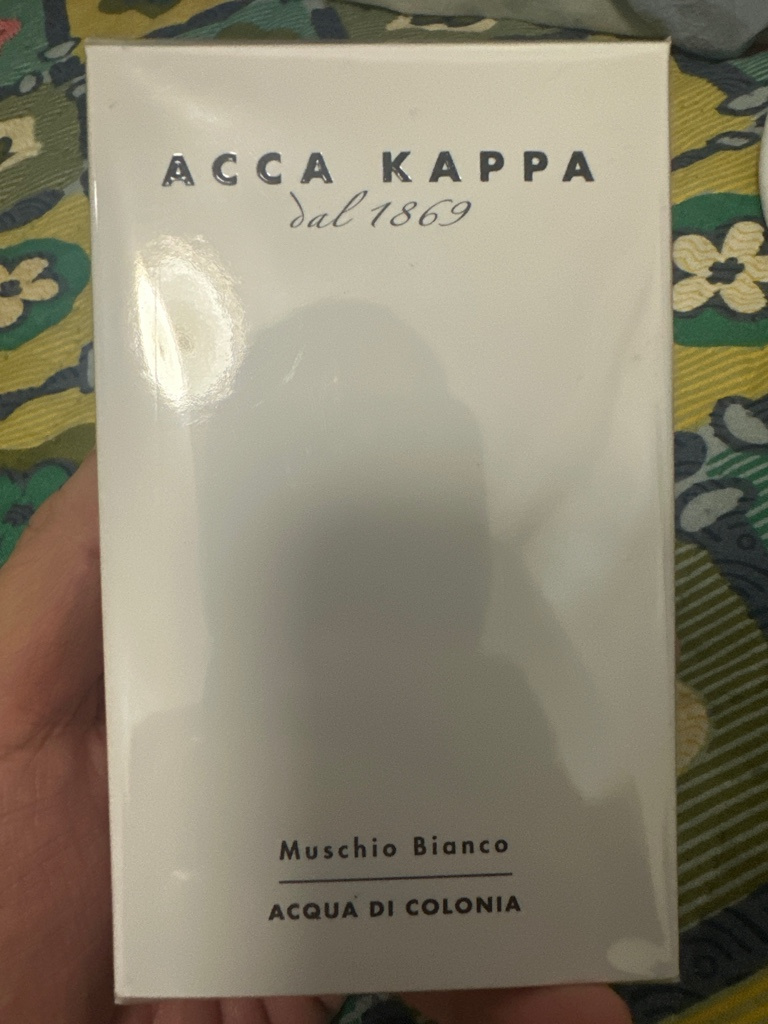 ACCA KAPPA
dal 1869
Muschio Bianco
ACQUA DI COLONIA